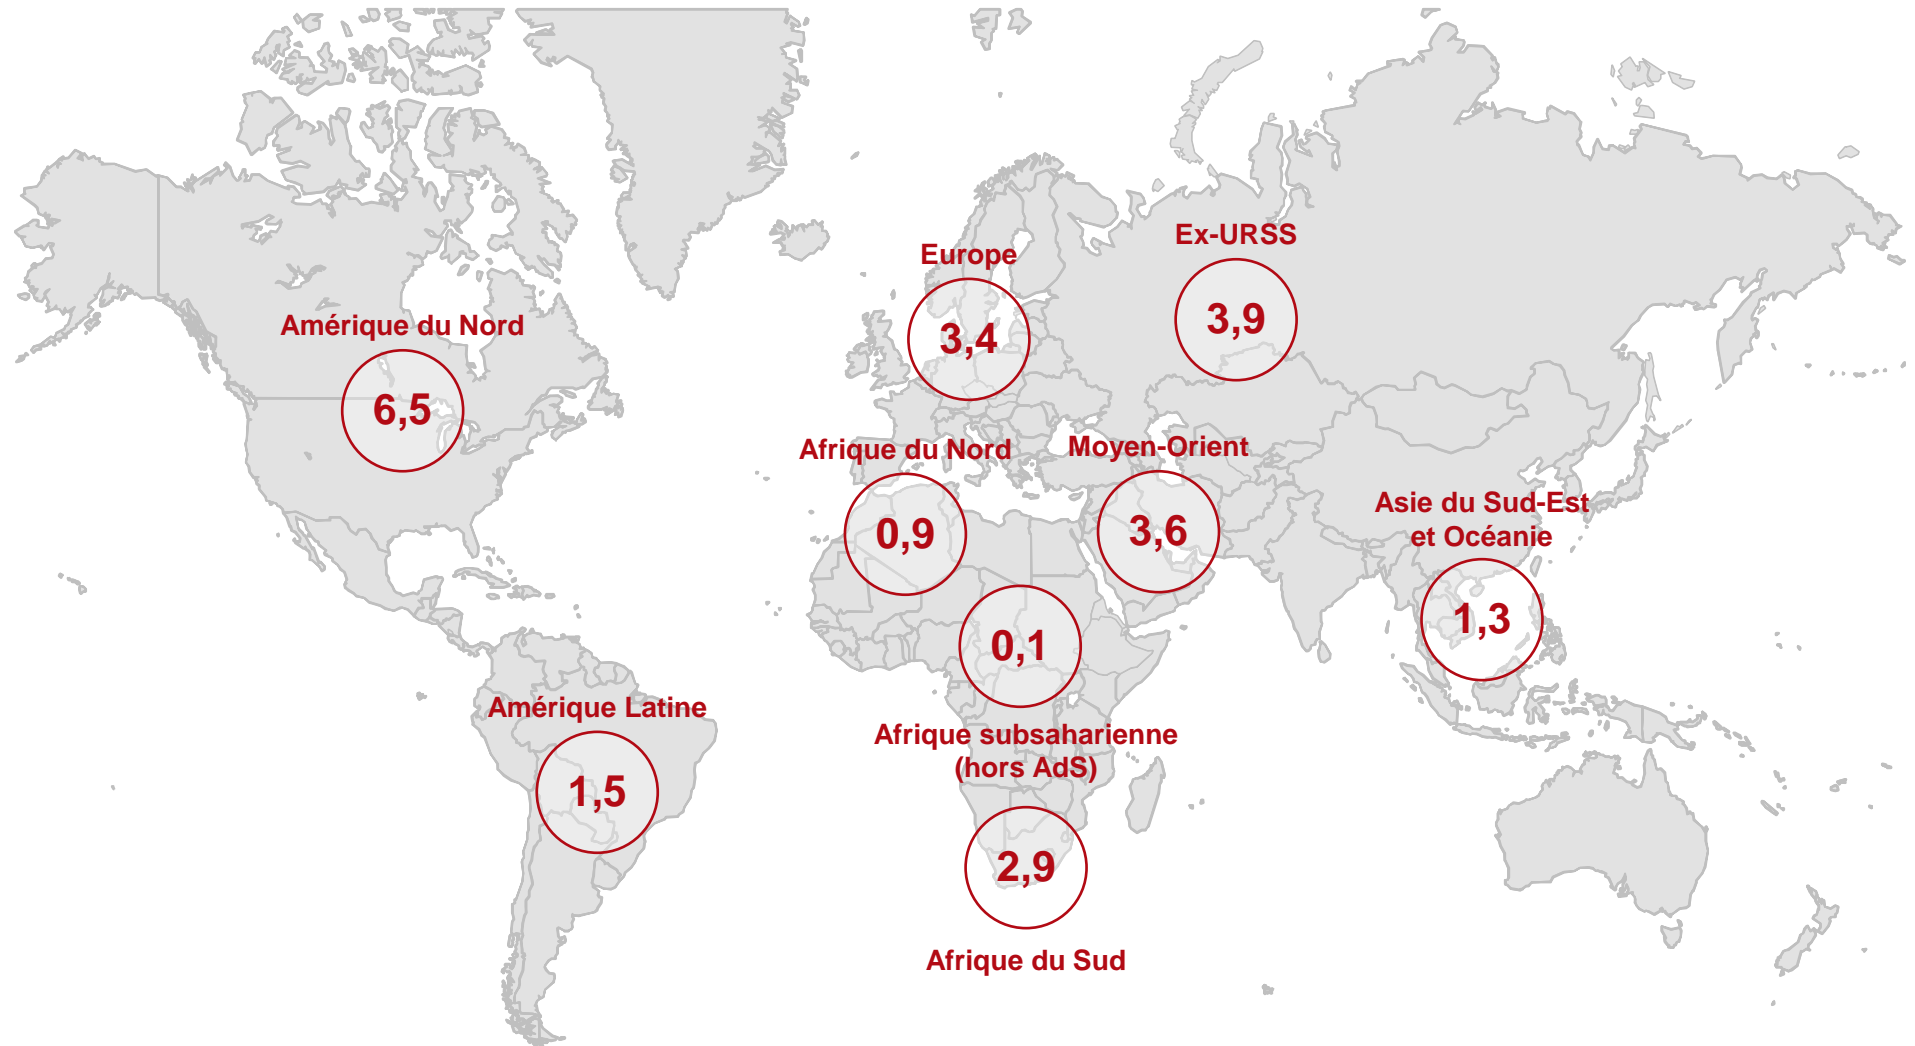 Ex-URSS
3,9
Europe
3,4
Amérique du Nord
6,5
Afrique du Nord
0,9
Moyen-Orient
3,6
Asie du Sud-Est
et Océanie
1,3
0,1
Afrique subsaharienne
(hors AdS)
Amérique Latine
1,5
2,9
Afrique du Sud